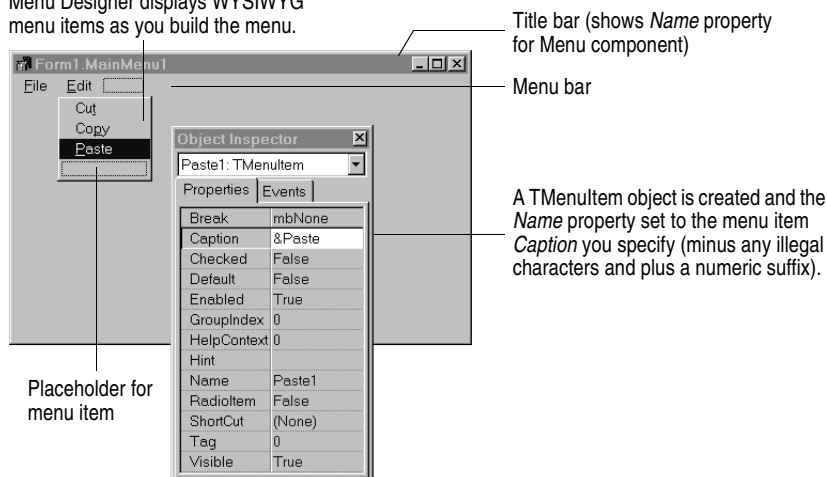 Menu Designer displays WYSIWYG
menu items as you build the menu.
Title bar (shows Name property
for Menu component)
Form1.MainMenu1
File Edit
Menu bar
Cut
Copy
Paste
Object Inspector
Paste1: TMenuItem
Properties Events
Break mbNone
Caption &Paste
Checked False
Default False
Enabled True
GroupIndex 0
HelpContext 0
Hint
Name Paste1
RadioItem False
ShortCut (None)
Tag 0
Visible True
A TMenuItem object is created and the
Name property set to the menu item
Caption you specify (minus any illegal
characters and plus a numeric suffix).
Placeholder for
menu item